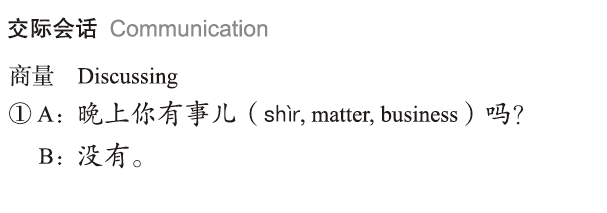 交际会话 Communication
商量 Discussing
① A：晚上你有事儿（shìr, matter, business）吗？
B：没有。